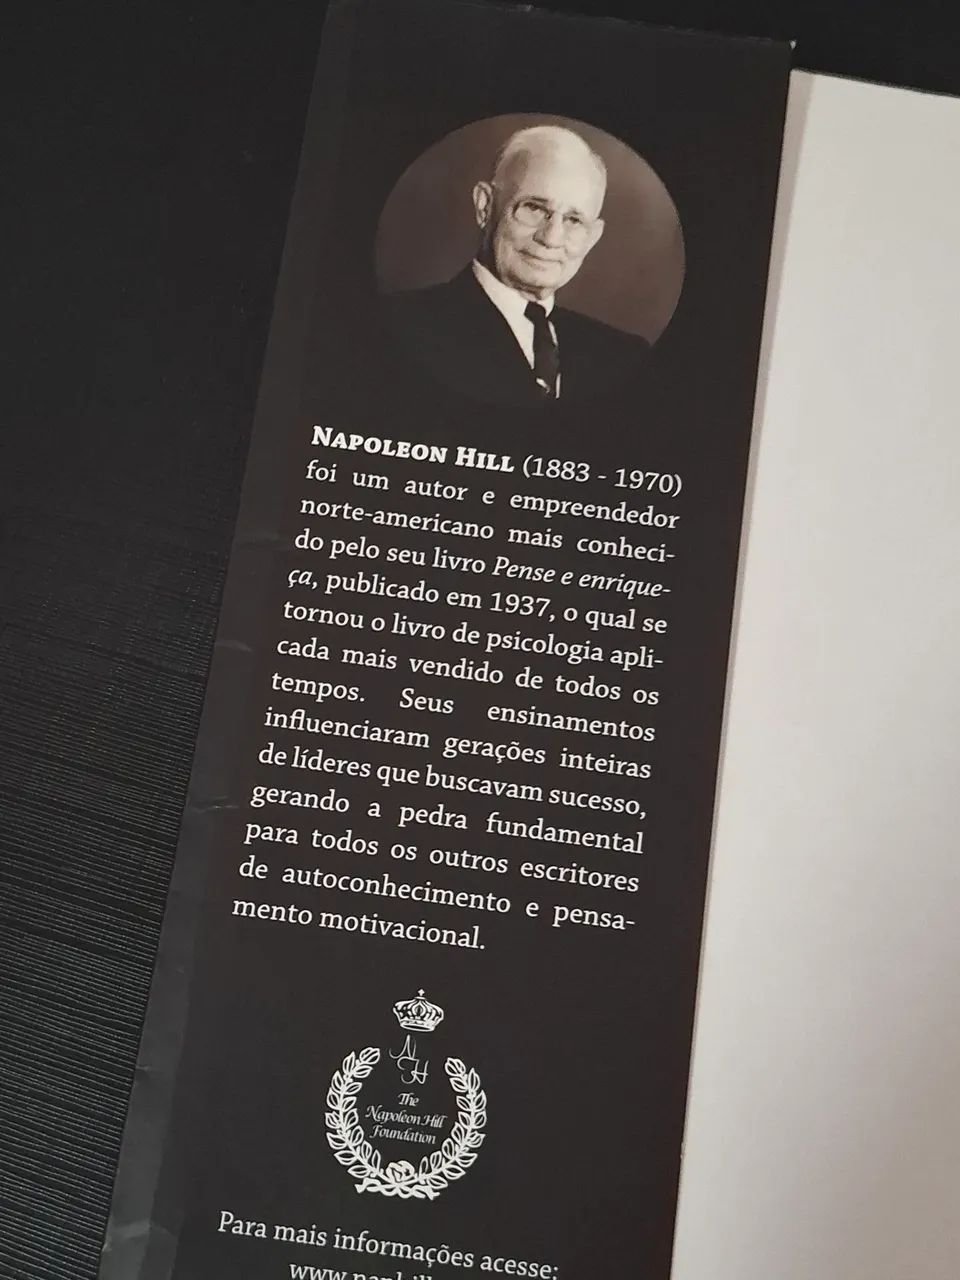 NAPOLEON HILL (1883 - 1970)
foi um autor e empreendedor
norte-americano mais conheci-
do pelo seu livro Pense e enrique-
ça, publicado em 1937, o qual se
tornou o livro de psicologia apli-
cada mais vendido de todos os
tempos. Seus ensinamentos
influenciaram gerações inteiras
de líderes que buscavam sucesso,
gerando a pedra fundamental
para todos os outros escritores
de autoconhecimento e pensa-
mento motivacional.
NH
The
Napoleon Hill
Foundation
Para mais informações acesse: